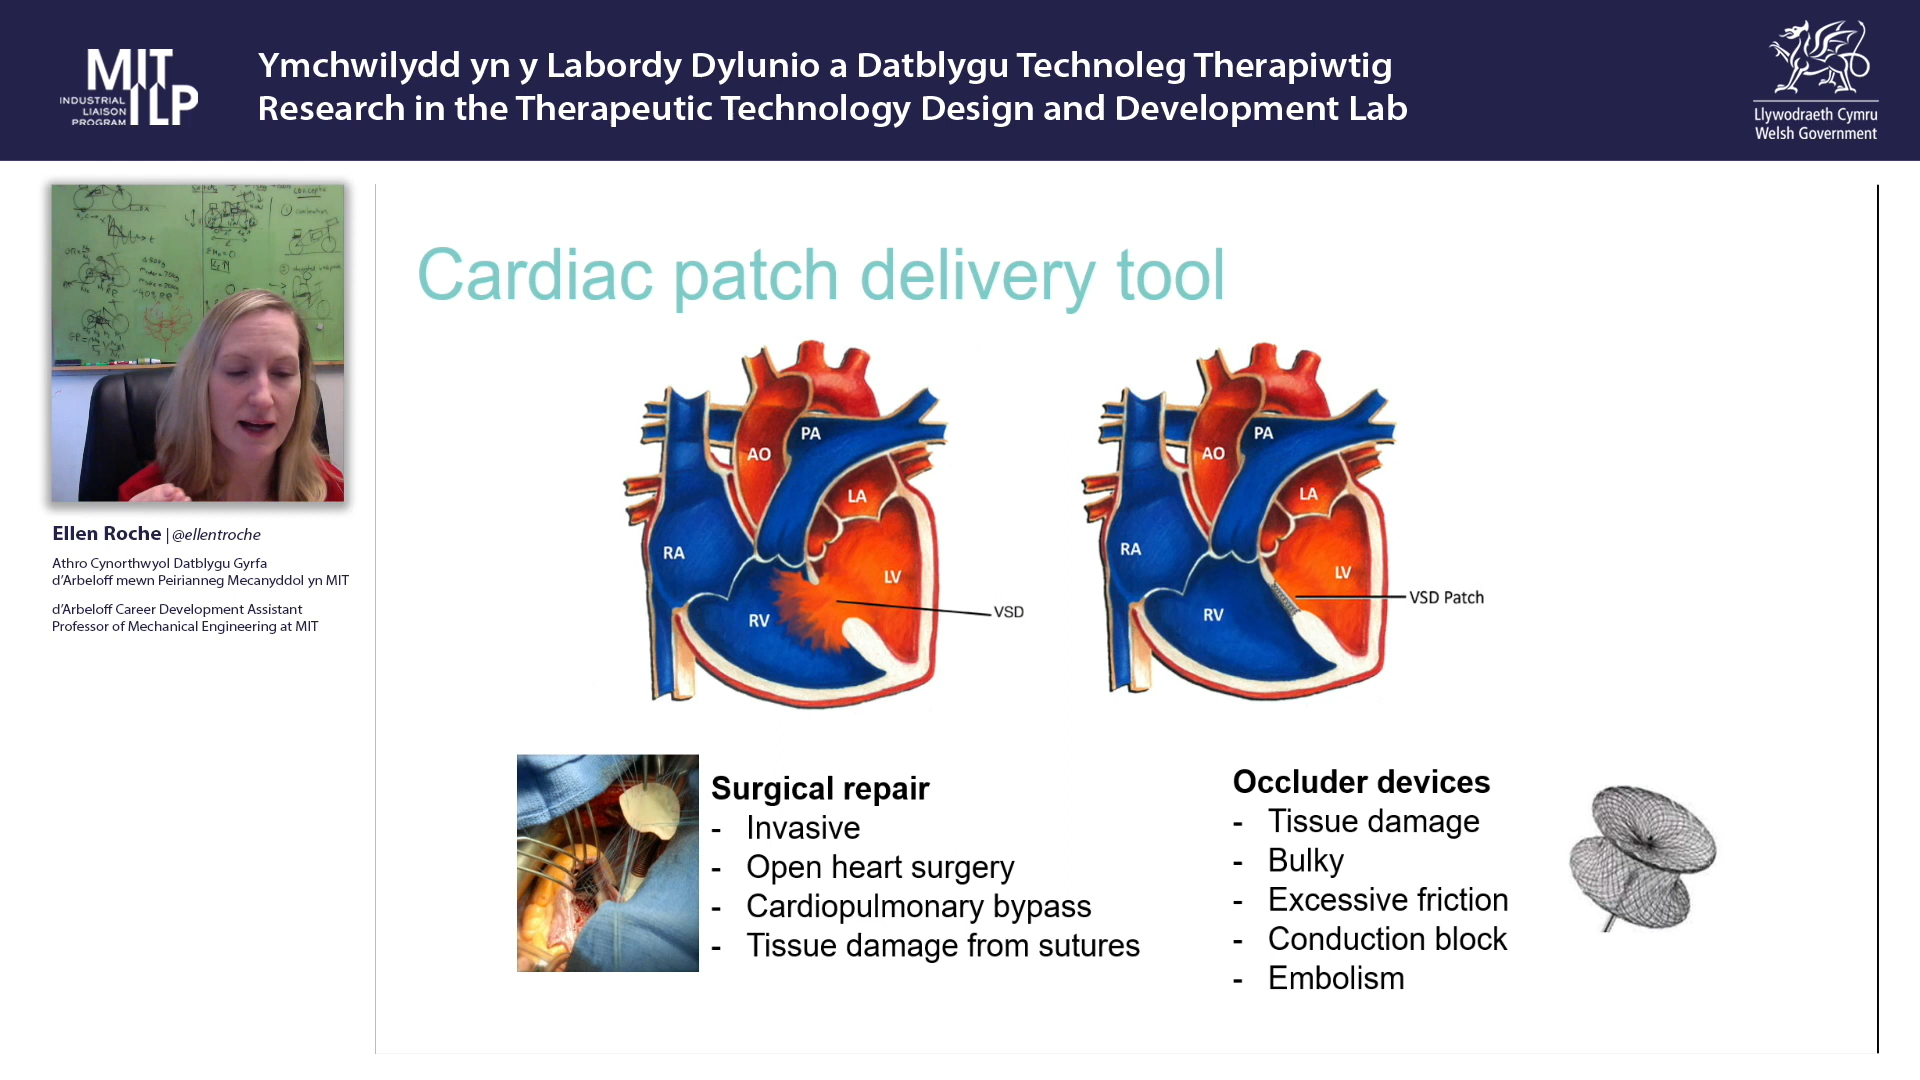 MIT
ILP
INDUSTRIAL
LIAISON
PROGRAM
Ymchwilydd yn y Labordy Dylunio a Datblygu Technoleg Therapiwtig
Research in the Therapeutic Technology Design and Development Lab
Llywodraeth Cymru
Welsh Government
Ellen Roche | @ellentroche
Athro Cynorthwyol Datblygu Gyrfa
d’Arbeloff mewn Peirianneg Mecanyddol yn MIT
d’Arbeloff Career Development Assistant
Professor of Mechanical Engineering at MIT
Cardiac patch delivery tool
PA
AO
LA
RA
LV
RV
VSD
PA
AO
LA
RA
LV
RV
VSD Patch
Surgical repair
- Invasive
- Open heart surgery
- Cardiopulmonary bypass
- Tissue damage from sutures
Occluder devices
- Tissue damage
- Bulky
- Excessive friction
- Conduction block
- Embolism